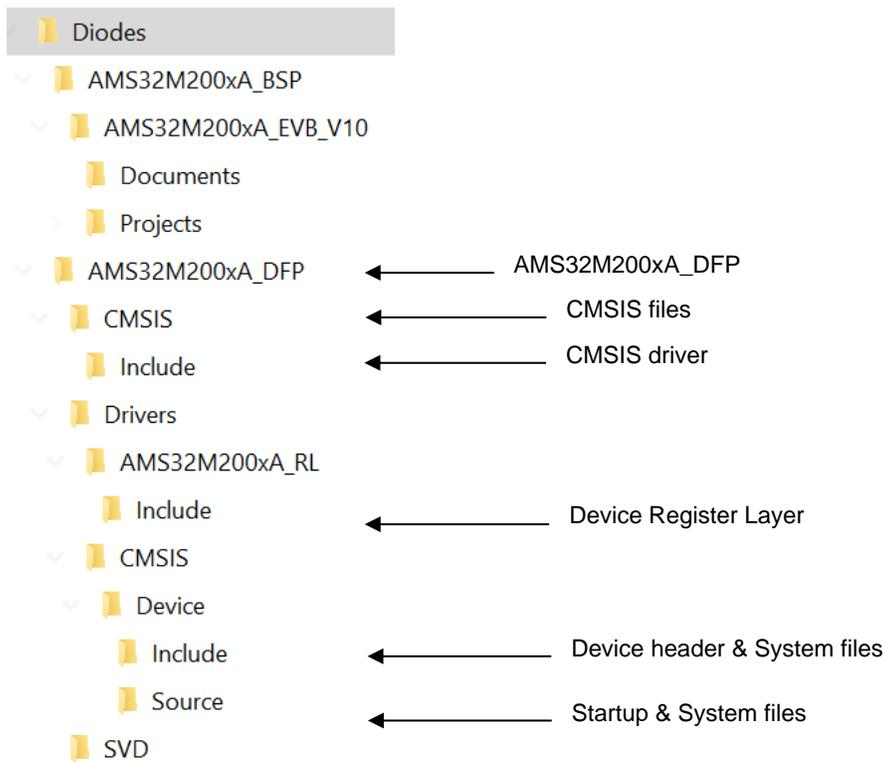 Diodes
AMS32M200xA_BSP
AMS32M200xA_EVB_V10
Documents
Projects
AMS32M200xA_DFP AMS32M200xA_DFP
CMSIS CMSIS files
Include CMSIS driver
Drivers
AMS32M200xA_RL
Include Device Register Layer
CMSIS
Device
Include Device header & System files
Source Startup & System files
SVD